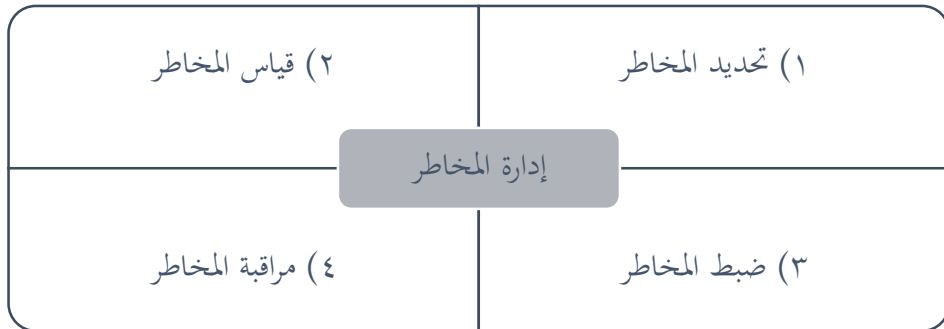 ١) تحديد المخاطر
٢) قياس المخاطر
إدارة المخاطر
٣) ضبط المخاطر
٤) مراقبة المخاطر